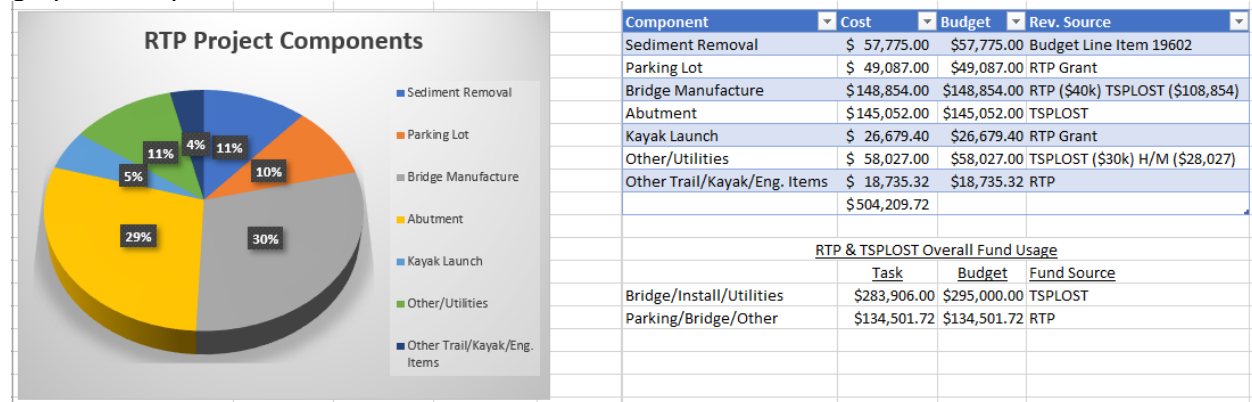 RTP Project Components
11%
10%
30%
29%
5%
11%
4%
Sediment Removal
Parking Lot
Bridge Manufacture
Abutment
Kayak Launch
Other/Utilities
Other Trail/Kayak/Eng.
Items
Component Cost Budget Rev. Source
Sediment Removal $ 57,775.00 $57,775.00 Budget Line Item 19602
Parking Lot $ 49,087.00 $49,087.00 RTP Grant
Bridge Manufacture $148,854.00 $148,854.00 RTP ($40k) TSPLOST ($108,854)
Abutment $145,052.00 $145,052.00 TSPLOST
Kayak Launch $ 26,679.40 $26,679.40 RTP Grant
Other/Utilities $ 58,027.00 $58,027.00 TSPLOST ($30k) H/M ($28,027)
Other Trail/Kayak/Eng. Items $ 18,735.32 $18,735.32 RTP
$504,209.72
RTP & TSPLOST Overall Fund Usage
Task Budget Fund Source
Bridge/Install/Utilities $283,906.00 $295,000.00 TSPLOST
Parking/Bridge/Other $134,501.72 $134,501.72 RTP